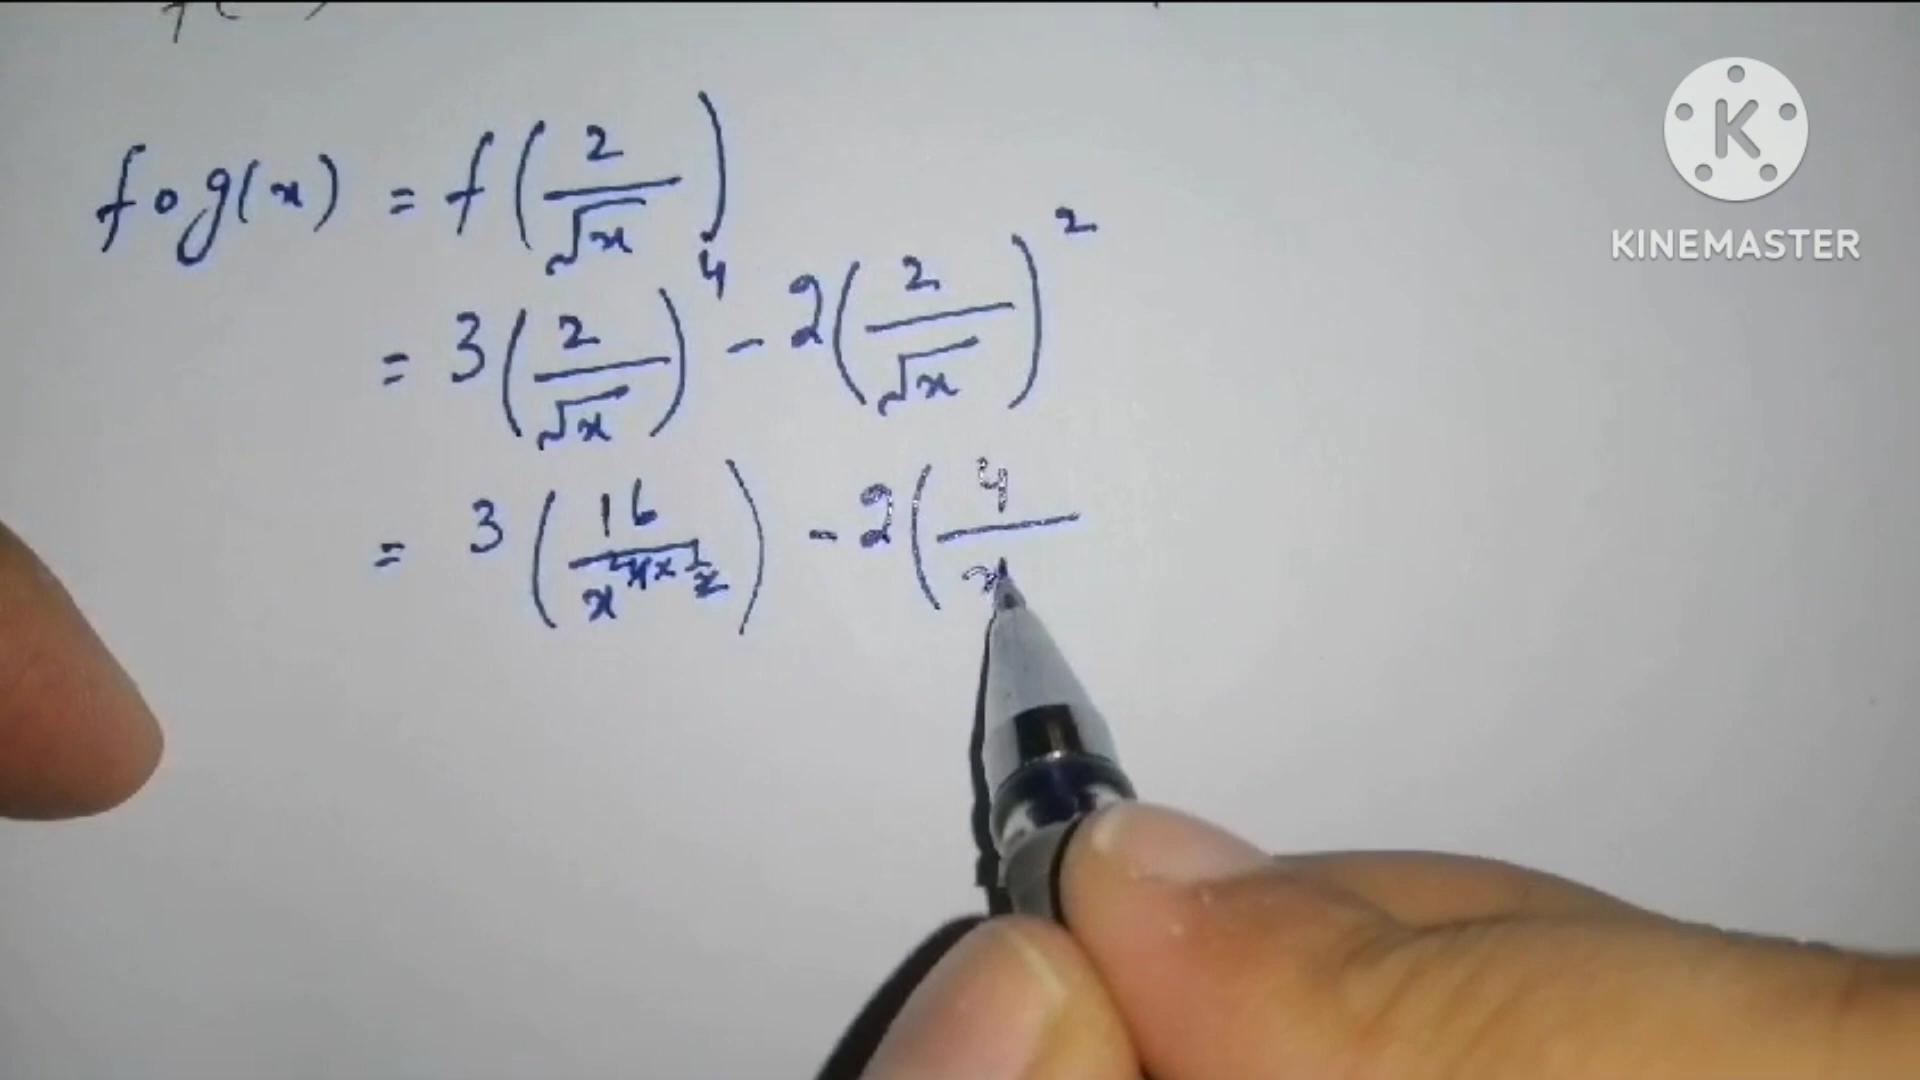 fog(x) = f(2/√x)
= 3(2/√x)^4 - 2(2/√x)^2
= 3(16/x^(4×1/2)) - 2(4/x
K
KINEMASTER